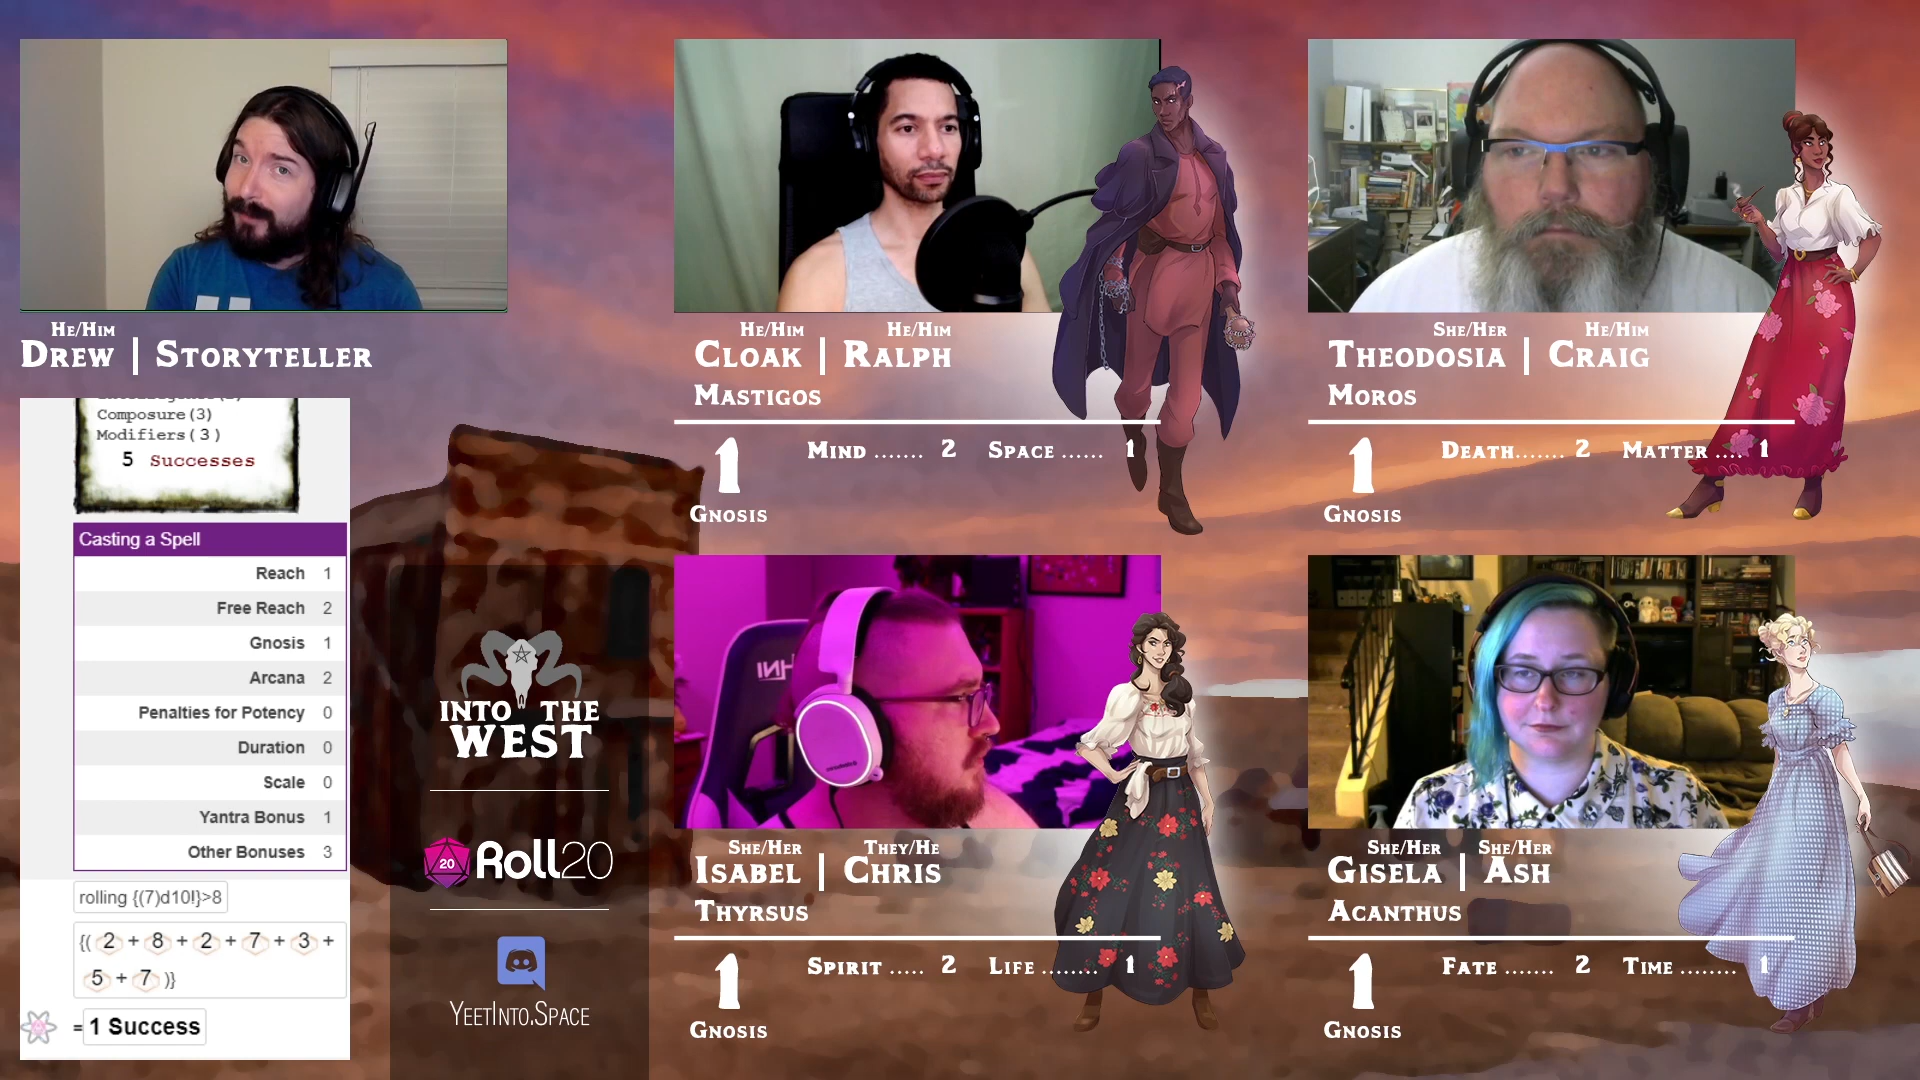 He/Him
Drew | Storyteller
Composure(3)
Modifiers(3)
5 Successes
Casting a Spell
Reach 1
Free Reach 2
Gnosis 1
Arcana 2
Penalties for Potency 0
Duration 0
Scale 0
Yantra Bonus 1
Other Bonuses 3
rolling {(7)d10!}>8
{( 2 + 8 + 2 + 7 + 3 +
5 + 7 )}
= 1 Success
INTO THE
WEST
20 Roll20
YeetInto.Space
He/Him He/Him
Cloak | Ralph
Mastigos
1
Gnosis
Mind ....... 2 Space ...... 1
She/Her He/Him
Theodosia | Craig
Moros
1
Gnosis
Death....... 2 Matter .... 1
She/Her They/He
Isabel | Chris
Thyrsus
1
Gnosis
Spirit ..... 2 Life ........ 1
She/Her She/Her
Gisela | Ash
Acanthus
1
Gnosis
Fate ....... 2 Time ........ 1